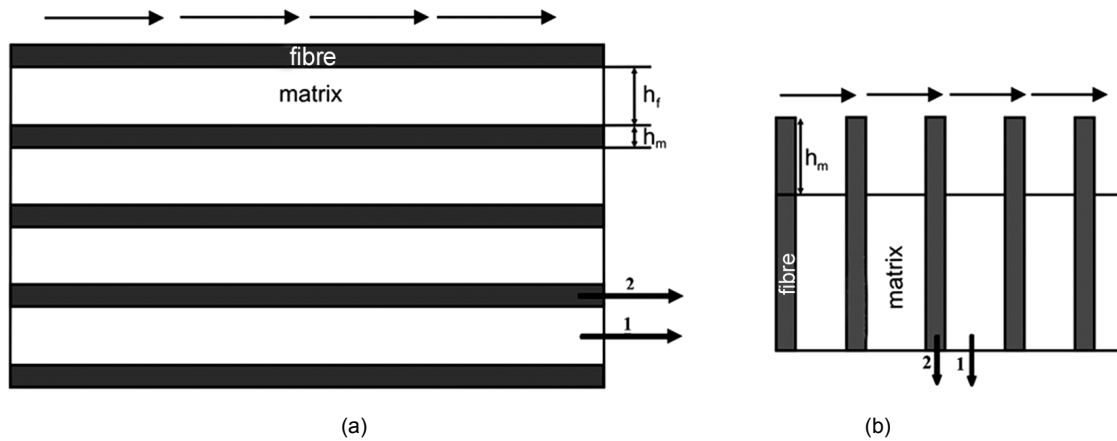 fibre
matrix
h_f
h_m
2
1
(a)
h_m
fibre
matrix
2
1
(b)